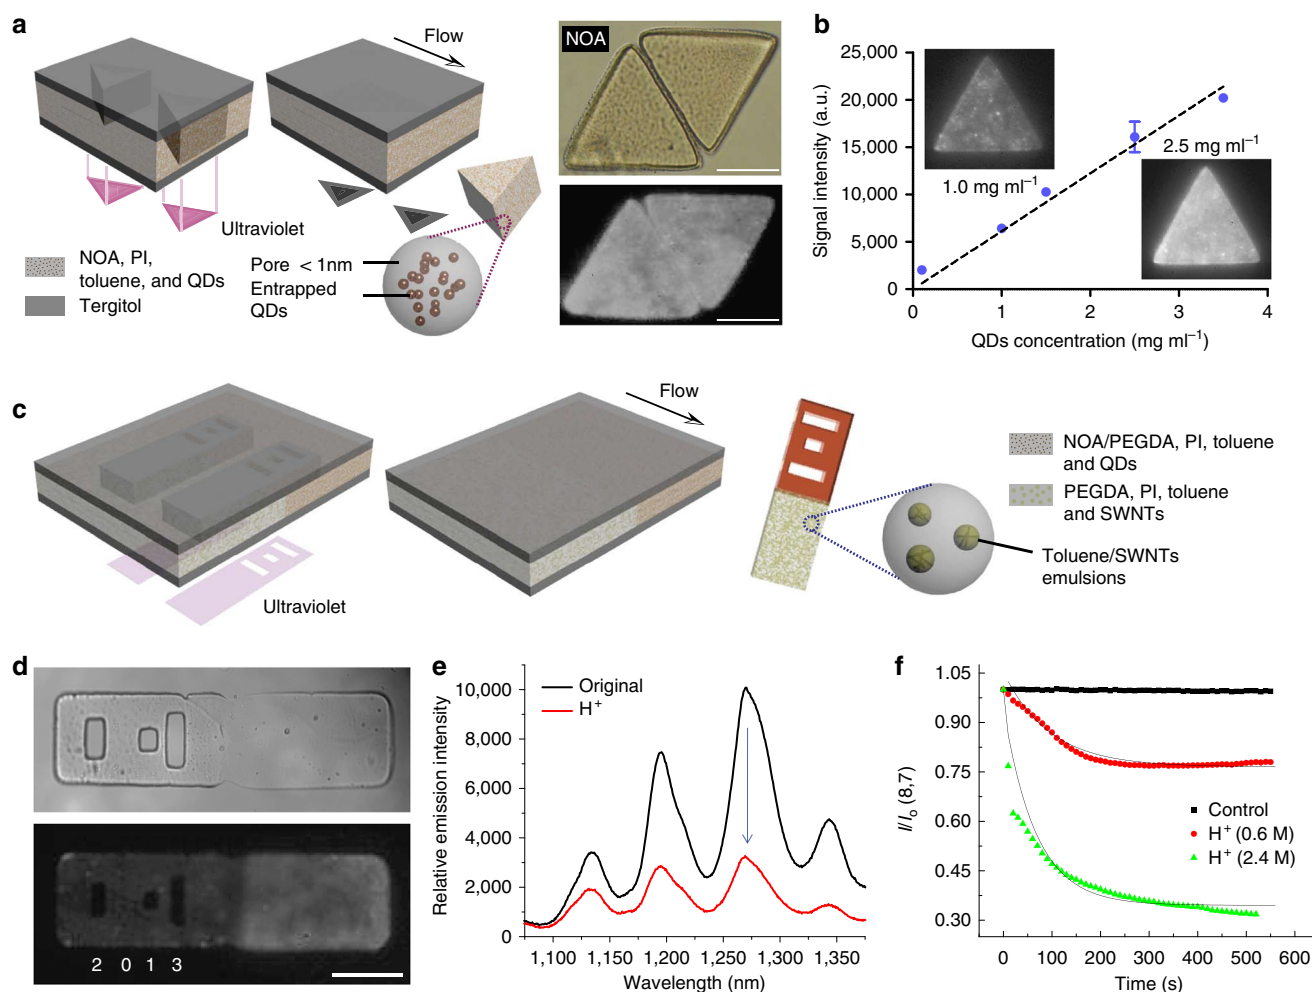 a
Flow
Ultraviolet
NOA, PI,
toluene, and QDs
Tergitol
Pore < 1nm
Entrapped
QDs
NOA
b
25,000
20,000
15,000
10,000
5,000
0
Signal intensity (a.u.)
1.0 mg ml⁻¹
2.5 mg ml⁻¹
0 1 2 3 4
QDs concentration (mg ml⁻¹)
c
Flow
Ultraviolet
NOA/PEGDA, PI, toluene
and QDs
PEGDA, PI, toluene
and SWNTs
Toluene/SWNTs
emulsions
d
2 0 1 3
e
Original
H⁺
10,000
8,000
6,000
4,000
2,000
0
Relative emission intensity
1,100 1,150 1,200 1,250 1,300 1,350
Wavelength (nm)
f
1.05
0.90
0.75
0.60
0.45
0.30
I/I₀ (8,7)
Control
H⁺ (0.6 M)
H⁺ (2.4 M)
0 100 200 300 400 500 600
Time (s)